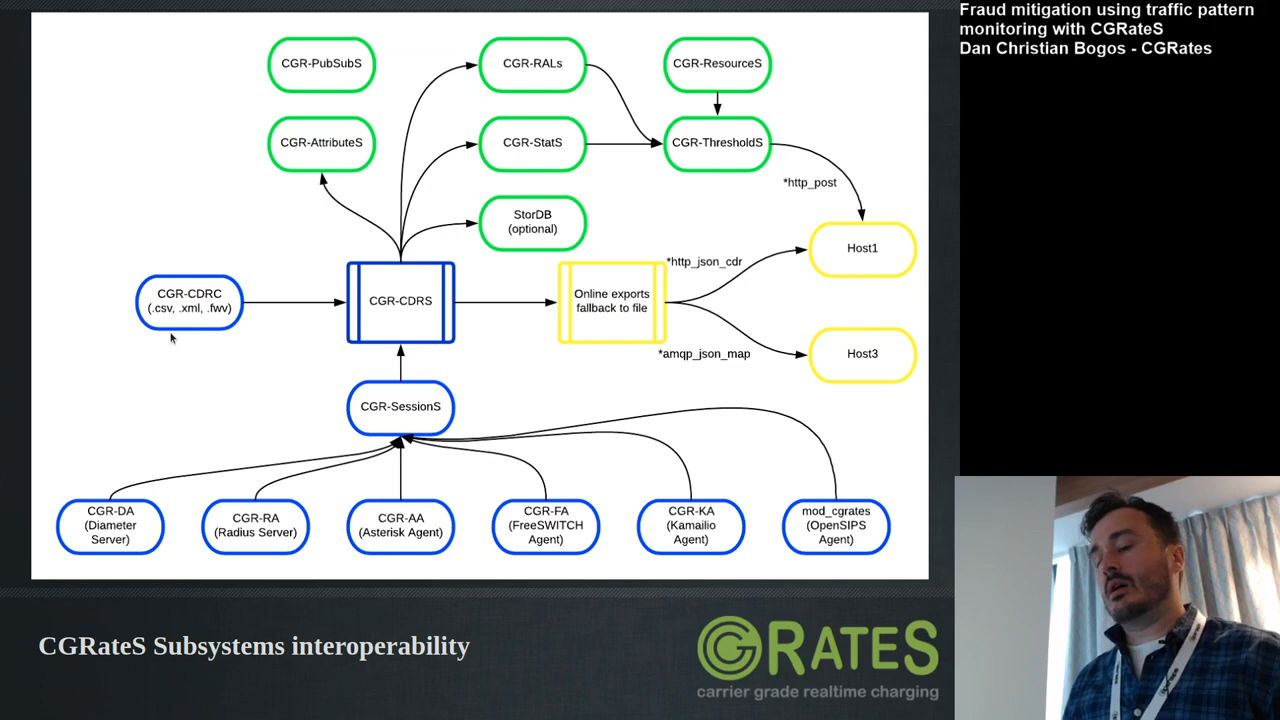 Fraud mitigation using traffic pattern
monitoring with CGRateS
Dan Christian Bogos - CGRates
CGR-PubSubS
CGR-RALs
CGR-ResourceS
CGR-AttributeS
CGR-StatS
CGR-ThresholdS
*http_post
StorDB
(optional)
Host1
*http_json_cdr
CGR-CDRC
(.csv, .xml, .fwv)
CGR-CDRS
Online exports
fallback to file
*amqp_json_map
Host3
CGR-SessionS
CGR-DA
(Diameter
Server)
CGR-RA
(Radius Server)
CGR-AA
(Asterisk Agent)
CGR-FA
(FreeSWITCH
Agent)
CGR-KA
(Kamailio
Agent)
mod_cgrates
(OpenSIPS
Agent)
CGRateS Subsystems interoperability
CGRATES
carrier grade realtime charging